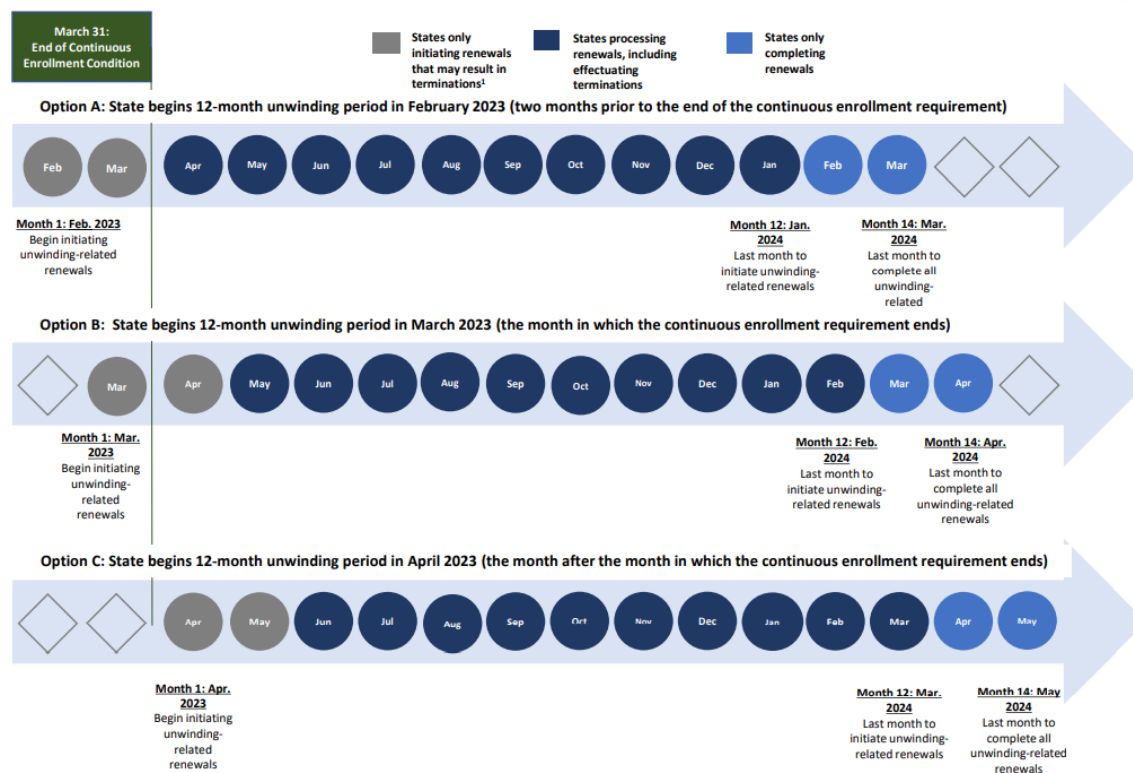 March 31:
End of Continuous
Enrollment Condition
States only
initiating renewals
that may result in
terminations¹
States processing
renewals, including
effectuating
terminations
States only
completing
renewals
Option A: State begins 12-month unwinding period in February 2023 (two months prior to the end of the continuous enrollment requirement)
Feb Mar Apr May Jun Jul Aug Sep Oct Nov Dec Jan Feb Mar
Month 1: Feb. 2023
Begin initiating
unwinding-related
renewals
Month 12: Jan.
2024
Last month to
initiate unwinding-
related renewals
Month 14: Mar.
2024
Last month to
complete all
unwinding-
related
Option B: State begins 12-month unwinding period in March 2023 (the month in which the continuous enrollment requirement ends)
Mar Apr May Jun Jul Aug Sep Oct Nov Dec Jan Feb Mar Apr
Month 1: Mar.
2023
Begin initiating
unwinding-
related
renewals
Month 12: Feb.
2024
Last month to
initiate unwinding-
related renewals
Month 14: Apr.
2024
Last month to
complete all
unwinding-related
renewals
Option C: State begins 12-month unwinding period in April 2023 (the month after the month in which the continuous enrollment requirement ends)
Apr May Jun Jul Aug Sep Oct Nov Dec Jan Feb Mar Apr May
Month 1: Apr.
2023
Begin initiating
unwinding-
related
renewals
Month 12: Mar.
2024
Last month to
initiate unwinding-
related renewals
Month 14: May
2024
Last month to
complete all
unwinding-related
renewals